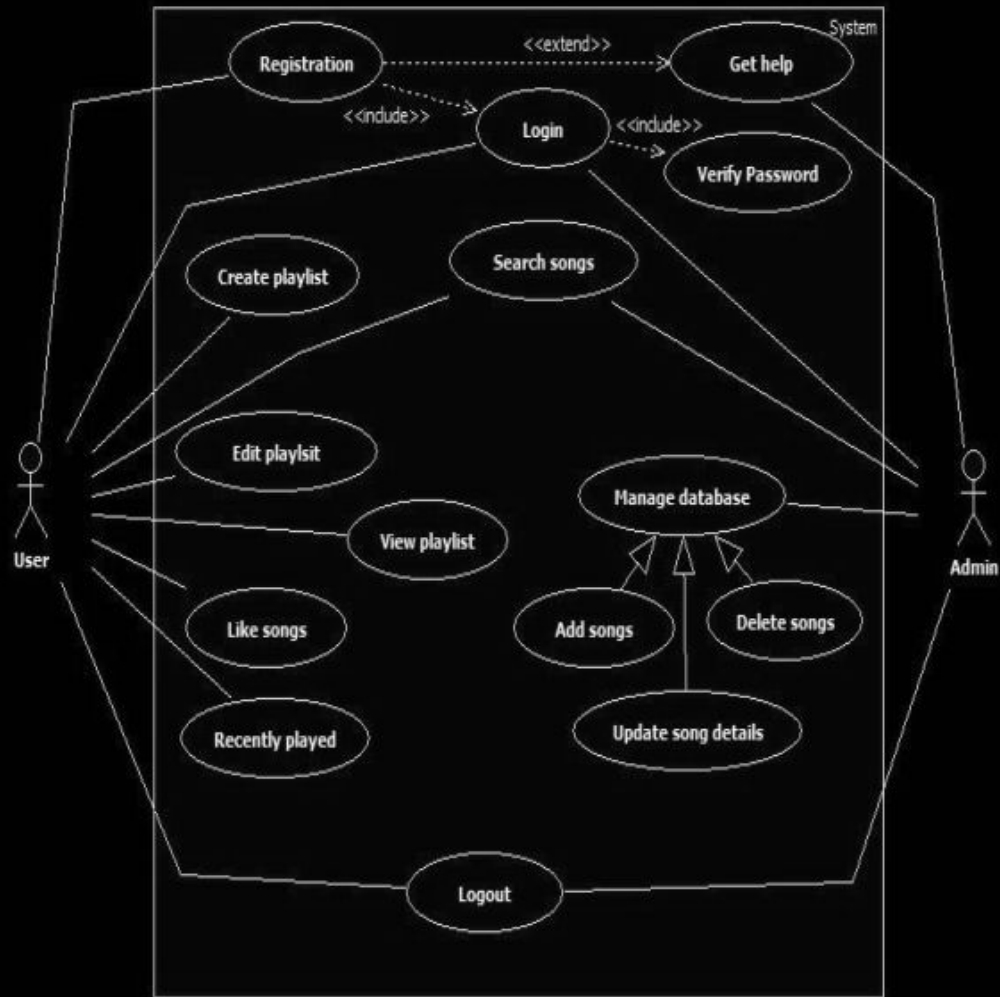 System
<<extend>>
Registration
Get help
<<include>>
Login
<<include>>
Verify Password
Create playlist
Search songs
Edit playlsit
Manage database
View playlist
User
Admin
Like songs
Add songs
Delete songs
Recently played
Update song details
Logout